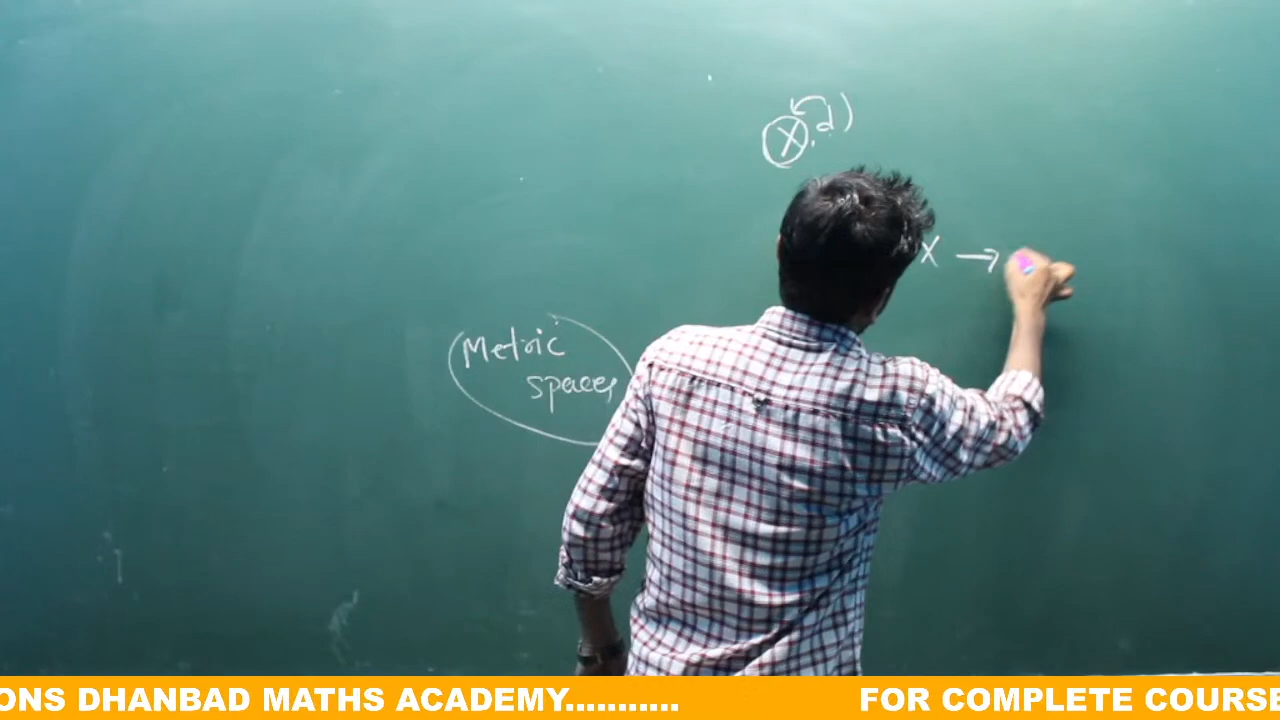 X, d)
X →
Metric
spaces
ONS DHANBAD MATHS ACADEMY........... FOR COMPLETE COURSE